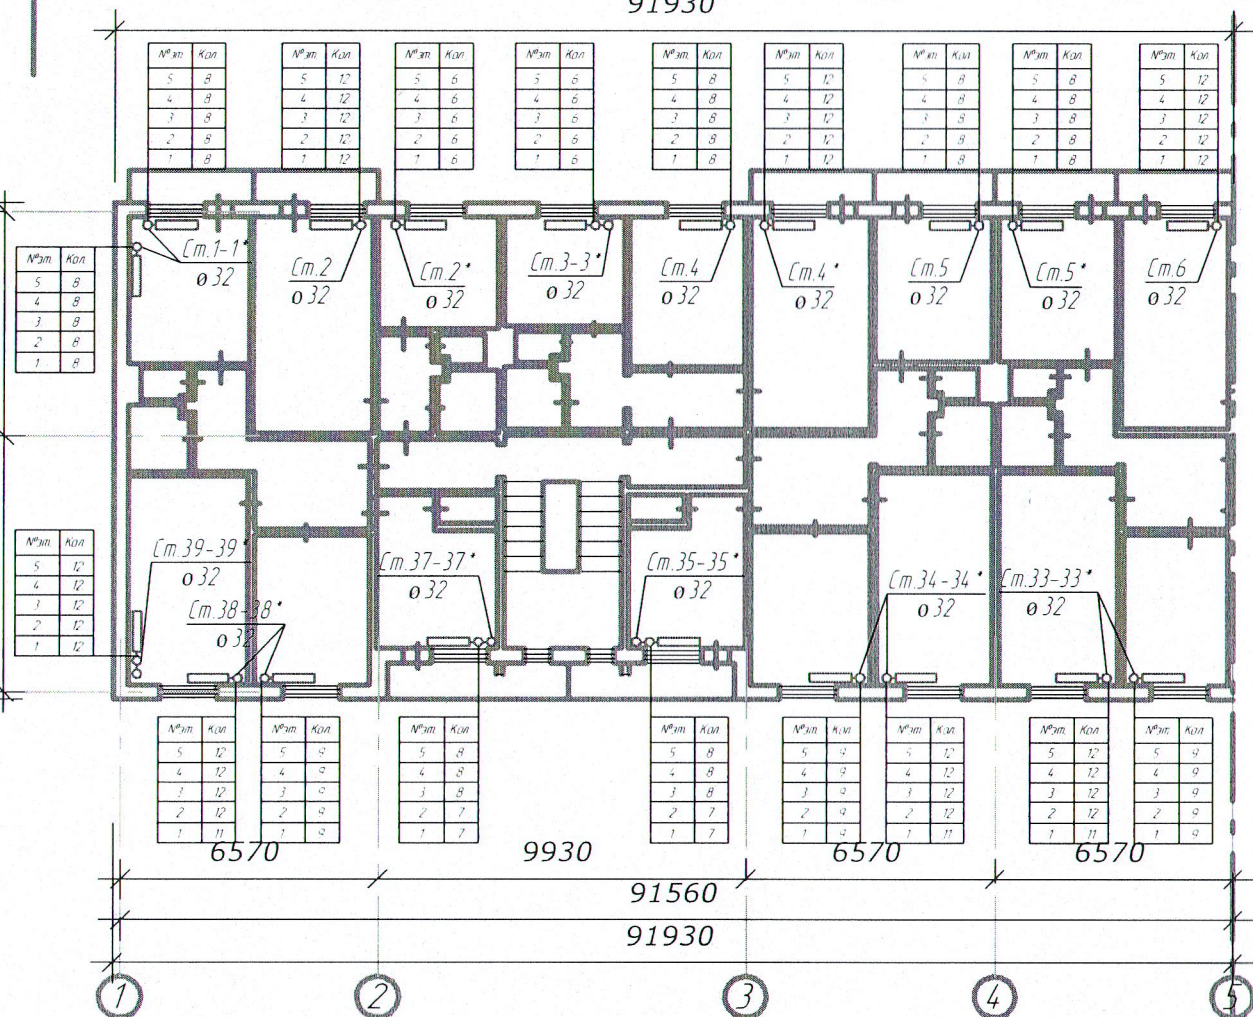 91930
№эт. Кол. №эт. Кол. №эт. Кол. №эт. Кол. №эт. Кол. №эт. Кол. №эт. Кол. №эт. Кол. №эт. Кол.
5 8 5 12 5 6 5 6 5 8 5 12 5 8 5 8 5 12
4 8 4 12 4 6 4 6 4 8 4 12 4 8 4 8 4 12
3 8 3 12 3 6 3 6 3 8 3 12 3 8 3 8 3 12
2 8 2 12 2 6 2 6 2 8 2 12 2 8 2 8 2 12
1 8 1 12 1 6 1 6 1 8 1 12 1 8 1 8 1 12
№эт. Кол.
5 8
4 8
3 8
2 8
1 8
Ст.1-1* Ст.2 Ст.2* Ст.3-3* Ст.4 Ст.4* Ст.5 Ст.5* Ст.6
ø32 ø32 ø32 ø32 ø32 ø32 ø32 ø32 ø32
№эт. Кол.
5 12
4 12
3 12
2 12
1 12
Ст.39-39* Ст.37-37* Ст.35-35* Ст.34-34* Ст.33-33*
ø32 ø32 ø32 ø32 ø32
Ст.38-38*
ø32
№эт. Кол. №эт. Кол. №эт. Кол. №эт. Кол. №эт. Кол. №эт. Кол. №эт. Кол. №эт. Кол.
5 12 5 9 5 8 5 8 5 9 5 12 5 12 5 9
4 12 4 9 4 8 4 8 4 9 4 12 4 12 4 9
3 12 3 9 3 8 3 8 3 9 3 12 3 12 3 9
2 12 2 9 2 7 2 7 2 9 2 12 2 12 2 9
1 11 1 9 1 7 1 7 1 9 1 11 1 11 1 9
6570 9930 6570 6570
91560
91930
1 2 3 4 5